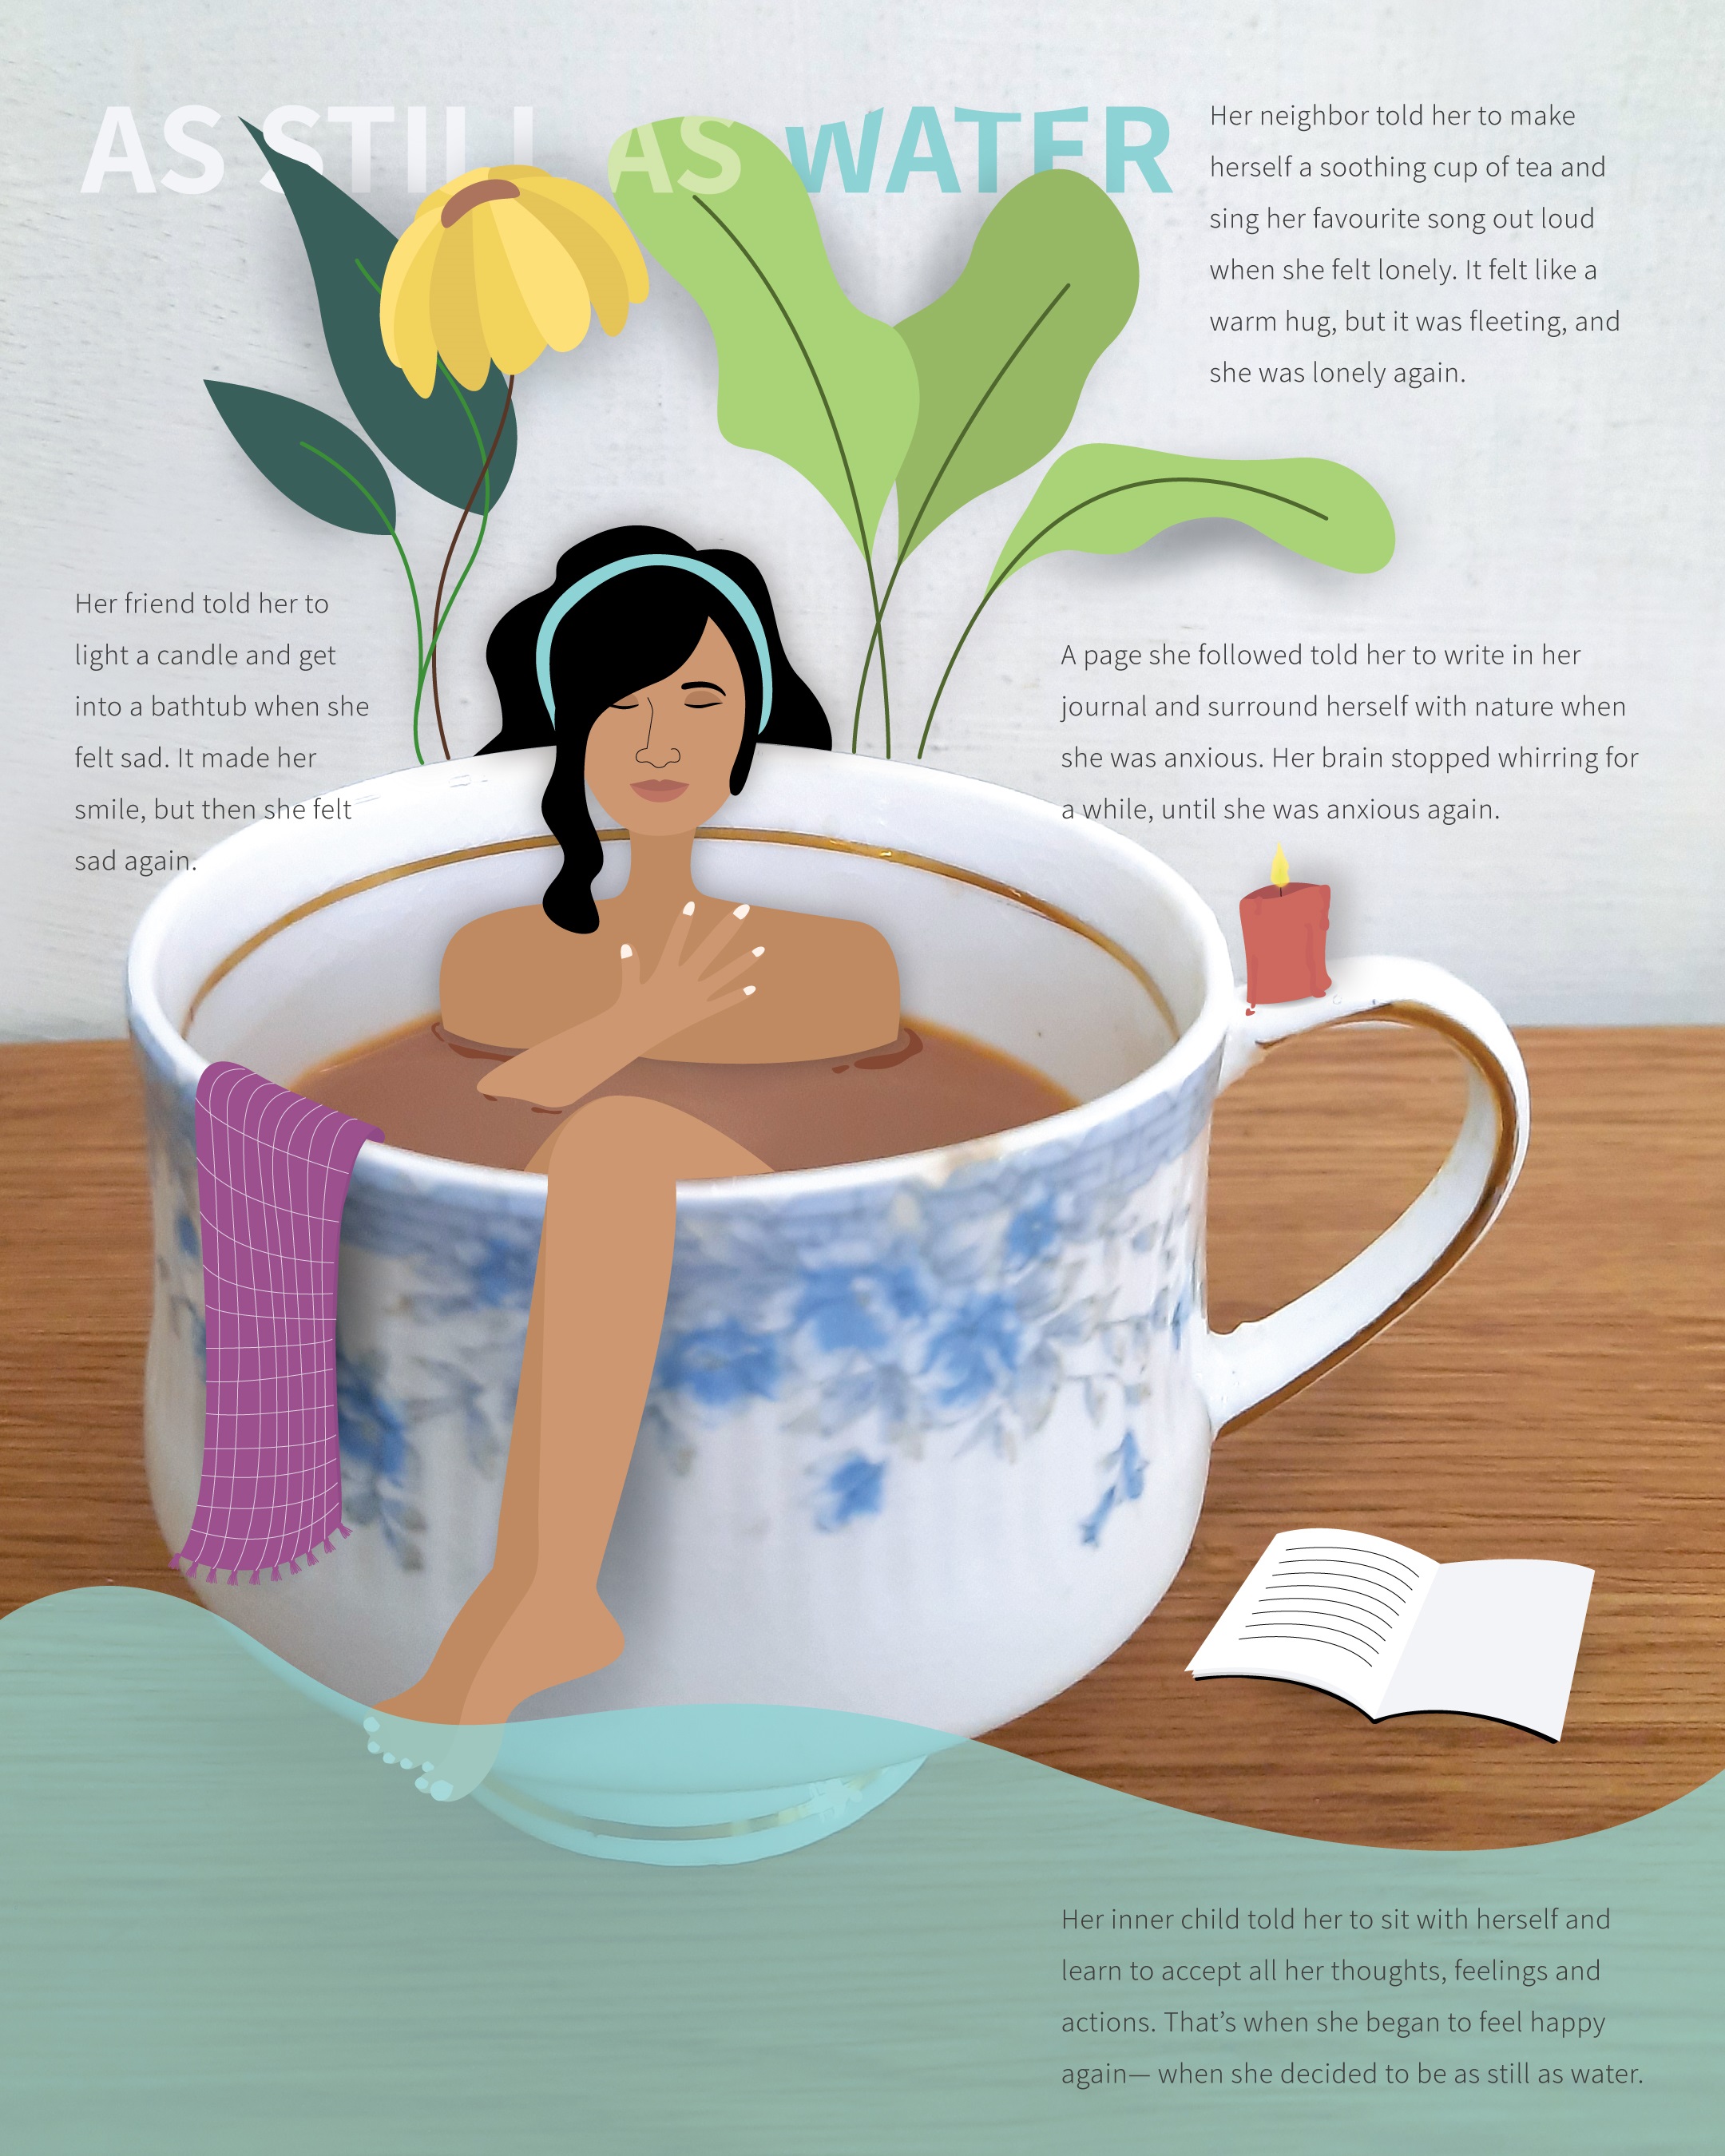 AS STILL AS WATER
Her neighbor told her to make
herself a soothing cup of tea and
sing her favourite song out loud
when she felt lonely. It felt like a
warm hug, but it was fleeting, and
she was lonely again.
Her friend told her to
light a candle and get
into a bathtub when she
felt sad. It made her
smile, but then she felt
sad again.
A page she followed told her to write in her
journal and surround herself with nature when
she was anxious. Her brain stopped whirring for
a while, until she was anxious again.
Her inner child told her to sit with herself and
learn to accept all her thoughts, feelings and
actions. That’s when she began to feel happy
again— when she decided to be as still as water.